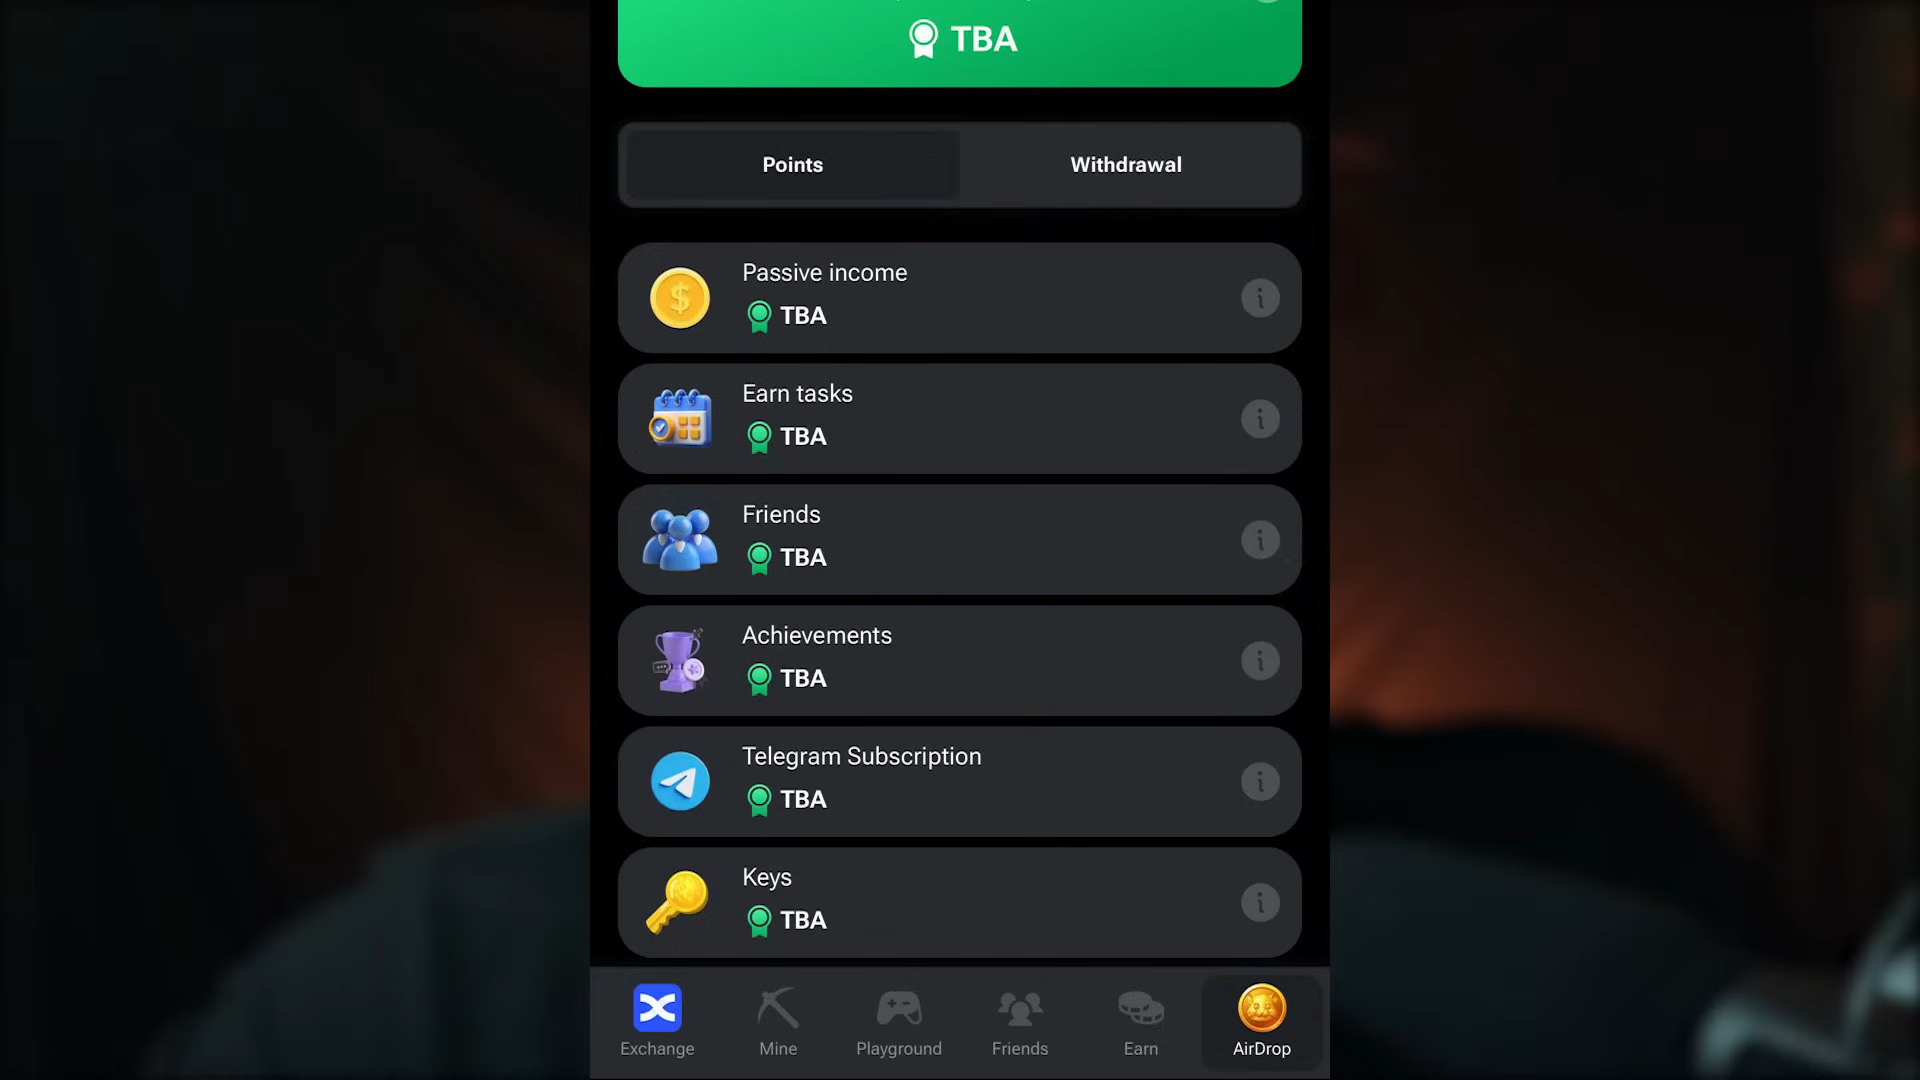 TBA
Points
Withdrawal
Passive income
TBA
Earn tasks
TBA
Friends
TBA
Achievements
TBA
Telegram Subscription
TBA
Keys
TBA
Exchange
Mine
Playground
Friends
Earn
AirDrop